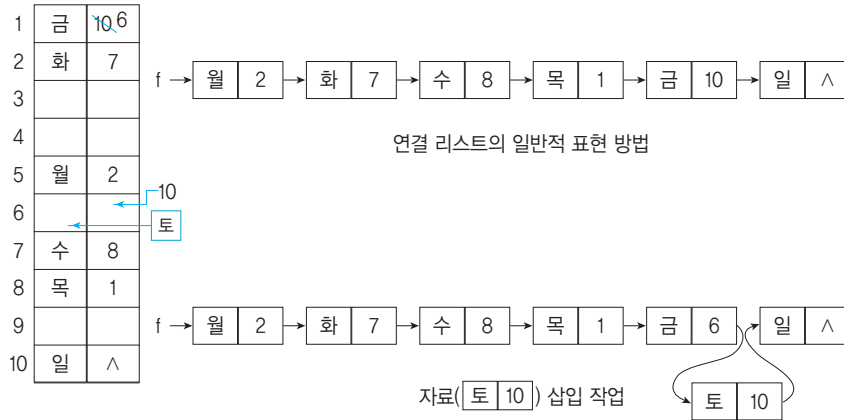 1 금 10 6
2 화 7
3
4
5 월 2
6 10
토
7 수 8
8 목 1
9
10 일 ∧
f 월 2 화 7 수 8 목 1 금 10 일 ∧
연결 리스트의 일반적 표현 방법
f 월 2 화 7 수 8 목 1 금 6 일 ∧
토 10
자료( 토 10 ) 삽입 작업